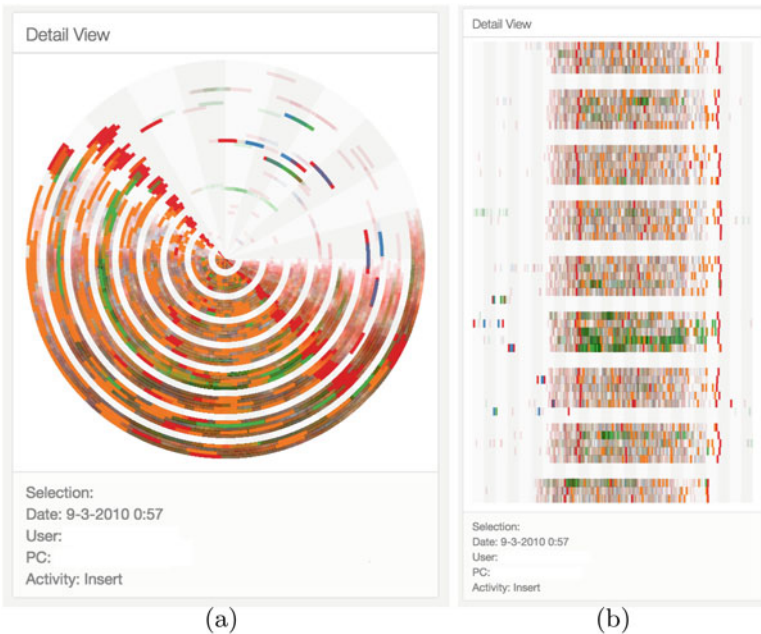 Detail View
Selection:
Date: 9-3-2010 0:57
User:
PC:
Activity: Insert
(a)
Detail View
Selection:
Date: 9-3-2010 0:57
User:
PC:
Activity: Insert
(b)